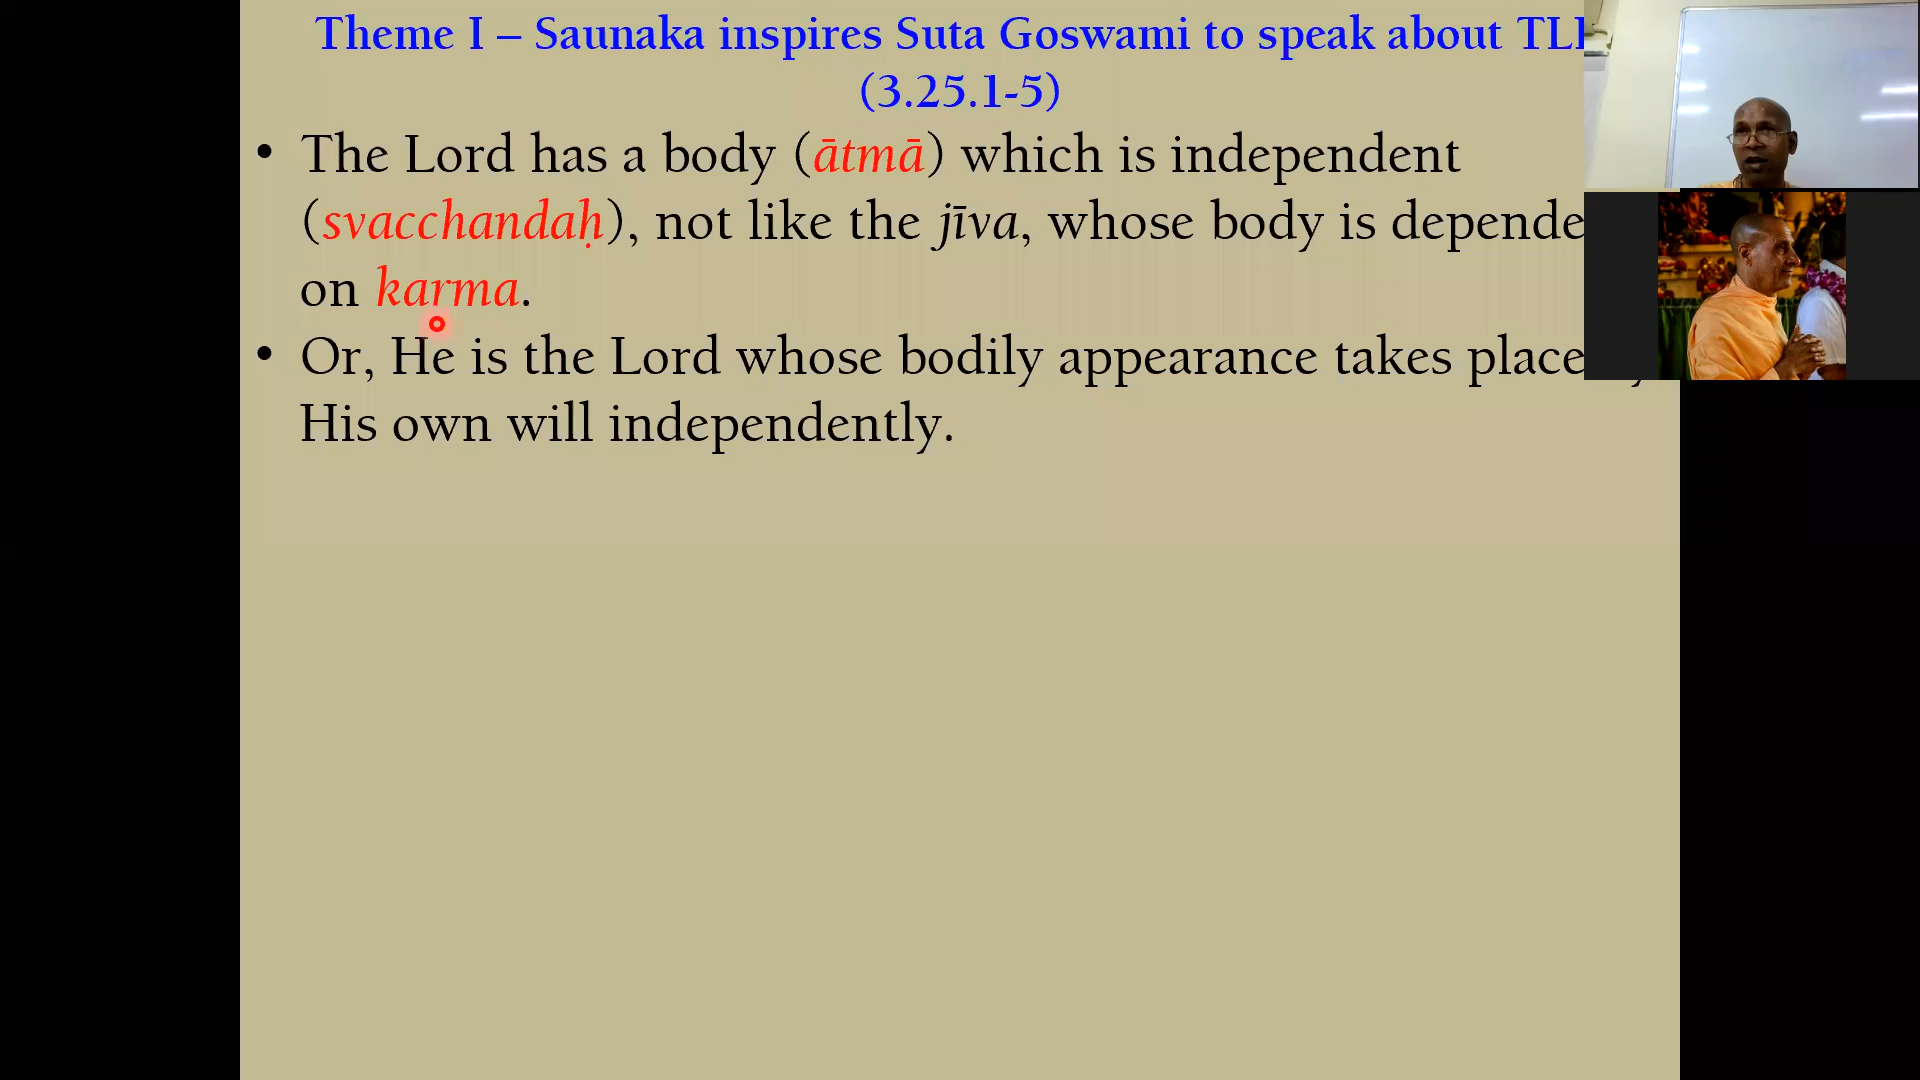 Theme I – Saunaka inspires Suta Goswami to speak about
(3.25.1-5)
• The Lord has a body (ātmā) which is independent
(svacchandaḥ), not like the jīva, whose body is
on karma.
• Or, He is the Lord whose bodily appearance takes place
His own will independently.